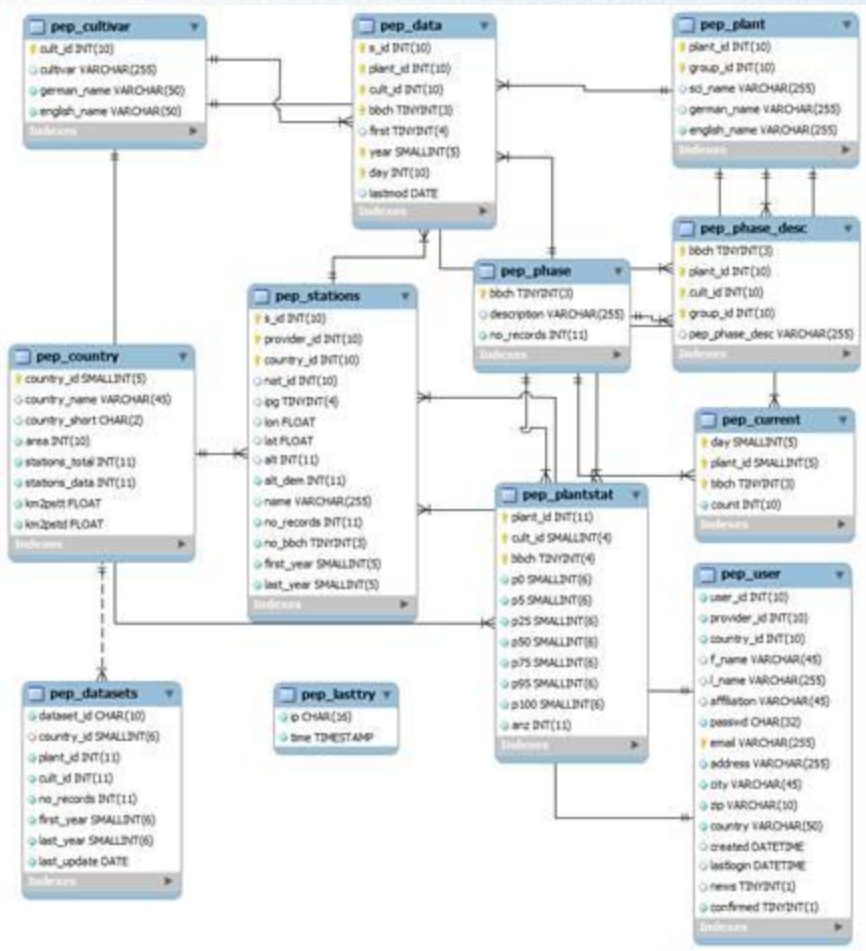 pep_cultivar
cult_id INT(10)
cultivar VARCHAR(255)
german_name VARCHAR(50)
english_name VARCHAR(50)
Indexes
pep_data
s_id INT(10)
plant_id INT(10)
cult_id INT(10)
bbch TINYINT(3)
first TINYINT(4)
year SMALLINT(5)
day INT(10)
lastmod DATE
Indexes
pep_plant
plant_id INT(10)
group_id INT(10)
sci_name VARCHAR(255)
german_name VARCHAR(255)
english_name VARCHAR(255)
Indexes
pep_phase_desc
bbch TINYINT(3)
plant_id INT(10)
cult_id INT(10)
group_id INT(10)
pep_phase_desc VARCHAR(255)
Indexes
pep_phase
bbch TINYINT(3)
description VARCHAR(255)
no_records INT(11)
Indexes
pep_stations
s_id INT(10)
provider_id INT(10)
country_id INT(10)
nat_id INT(10)
ipg TINYINT(4)
lon FLOAT
lat FLOAT
alt INT(11)
alt_dem INT(11)
name VARCHAR(255)
no_records INT(11)
no_bbch TINYINT(3)
first_year SMALLINT(5)
last_year SMALLINT(5)
Indexes
pep_country
country_id SMALLINT(5)
country_name VARCHAR(45)
country_short CHAR(2)
area INT(10)
stations_total INT(11)
stations_data INT(11)
km2pstt FLOAT
km2pstd FLOAT
Indexes
pep_current
day SMALLINT(5)
plant_id SMALLINT(5)
bbch TINYINT(3)
count INT(10)
Indexes
pep_plantstat
plant_id INT(11)
cult_id SMALLINT(4)
bbch TINYINT(4)
p0 SMALLINT(6)
p5 SMALLINT(6)
p25 SMALLINT(6)
p50 SMALLINT(6)
p75 SMALLINT(6)
p95 SMALLINT(6)
p100 SMALLINT(6)
anz INT(11)
Indexes
pep_user
user_id INT(10)
provider_id INT(10)
country_id INT(10)
f_name VARCHAR(45)
l_name VARCHAR(255)
affiliation VARCHAR(45)
passwd CHAR(32)
email VARCHAR(255)
address VARCHAR(255)
city VARCHAR(45)
zip VARCHAR(10)
country VARCHAR(50)
created DATETIME
lastlogin DATETIME
news TINYINT(1)
confirmed TINYINT(1)
Indexes
pep_datasets
dataset_id CHAR(10)
country_id SMALLINT(6)
plant_id INT(11)
cult_id INT(11)
no_records INT(11)
first_year SMALLINT(6)
last_year SMALLINT(6)
last_update DATE
Indexes
pep_lasttry
ip CHAR(16)
time TIMESTAMP